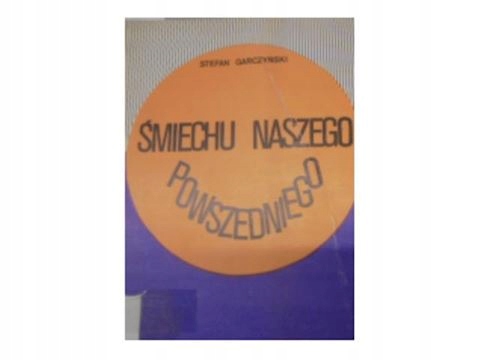 STEFAN GARCZYŃSKI
ŚMIECHU NASZEGO
POWSZEDNIEGO